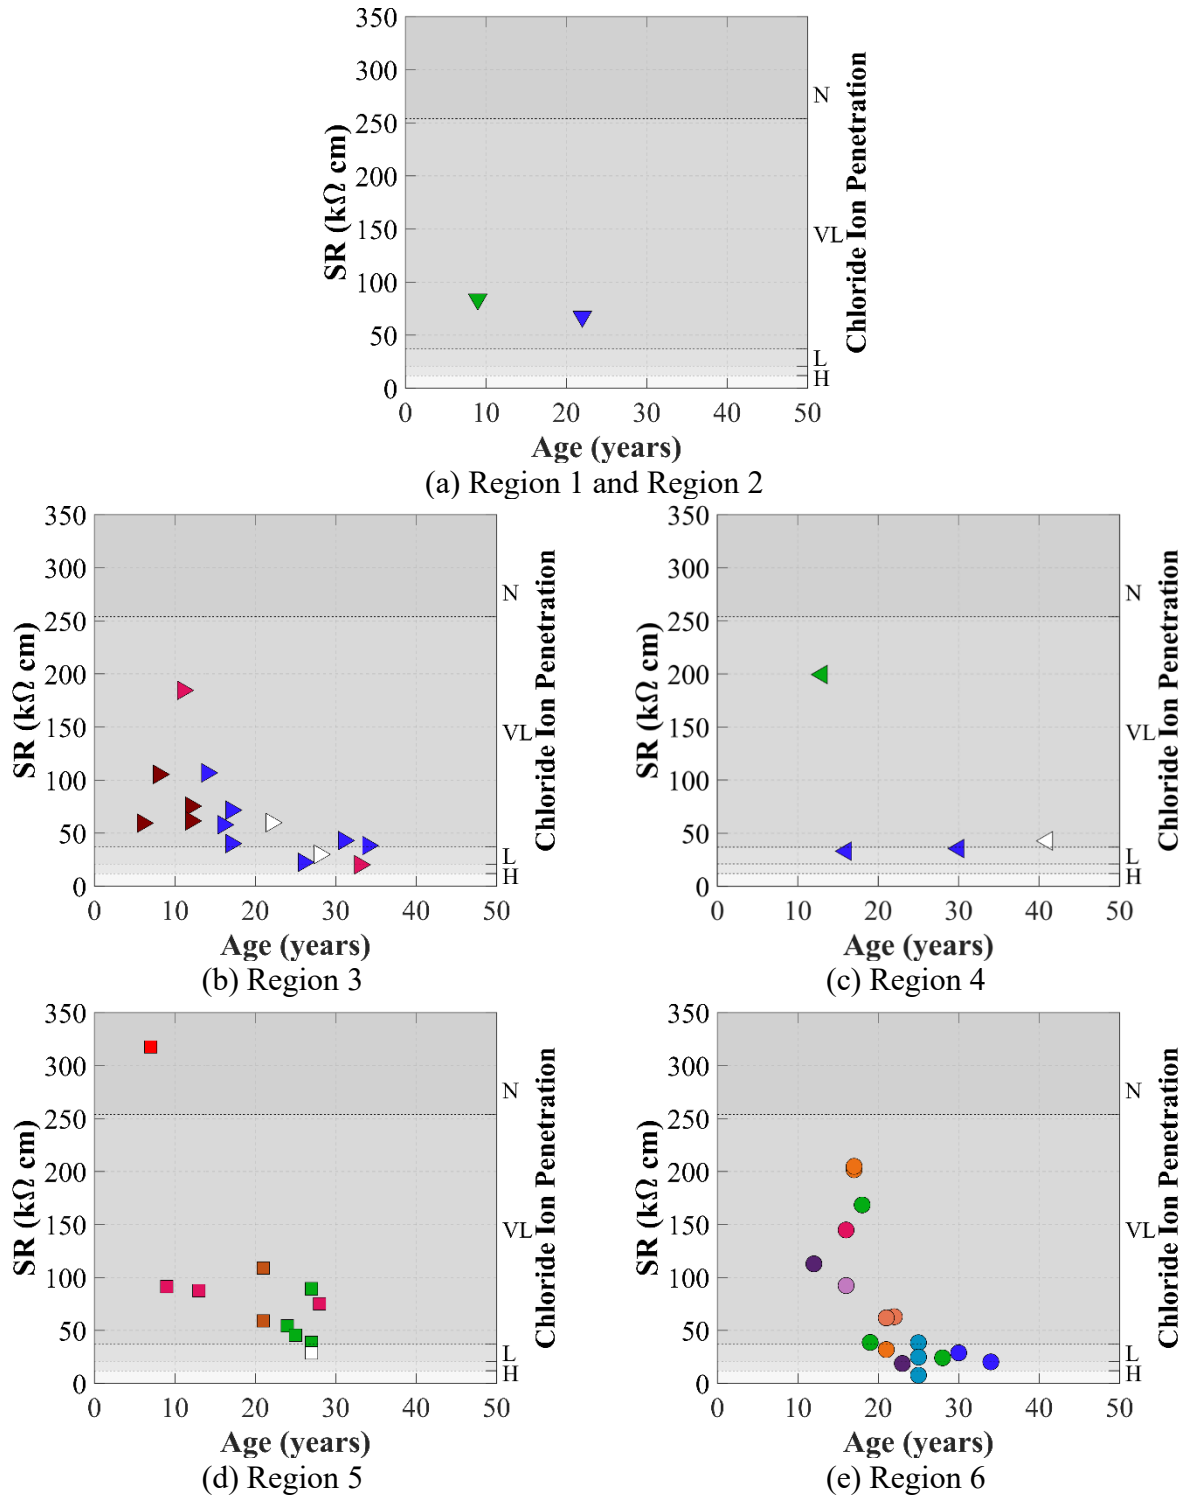 350
300
250
200
150
100
50
0
SR (kΩ cm)
N
VL
L
H
Chloride Ion Penetration
0 10 20 30 40 50
Age (years)
(a) Region 1 and Region 2
350
300
250
200
150
100
50
0
SR (kΩ cm)
N
VL
L
H
Chloride Ion Penetration
0 10 20 30 40 50
Age (years)
(b) Region 3
350
300
250
200
150
100
50
0
SR (kΩ cm)
N
VL
L
H
Chloride Ion Penetration
0 10 20 30 40 50
Age (years)
(c) Region 4
350
300
250
200
150
100
50
0
SR (kΩ cm)
N
VL
L
H
Chloride Ion Penetration
0 10 20 30 40 50
Age (years)
(d) Region 5
350
300
250
200
150
100
50
0
SR (kΩ cm)
N
VL
L
H
Chloride Ion Penetration
0 10 20 30 40 50
Age (years)
(e) Region 6